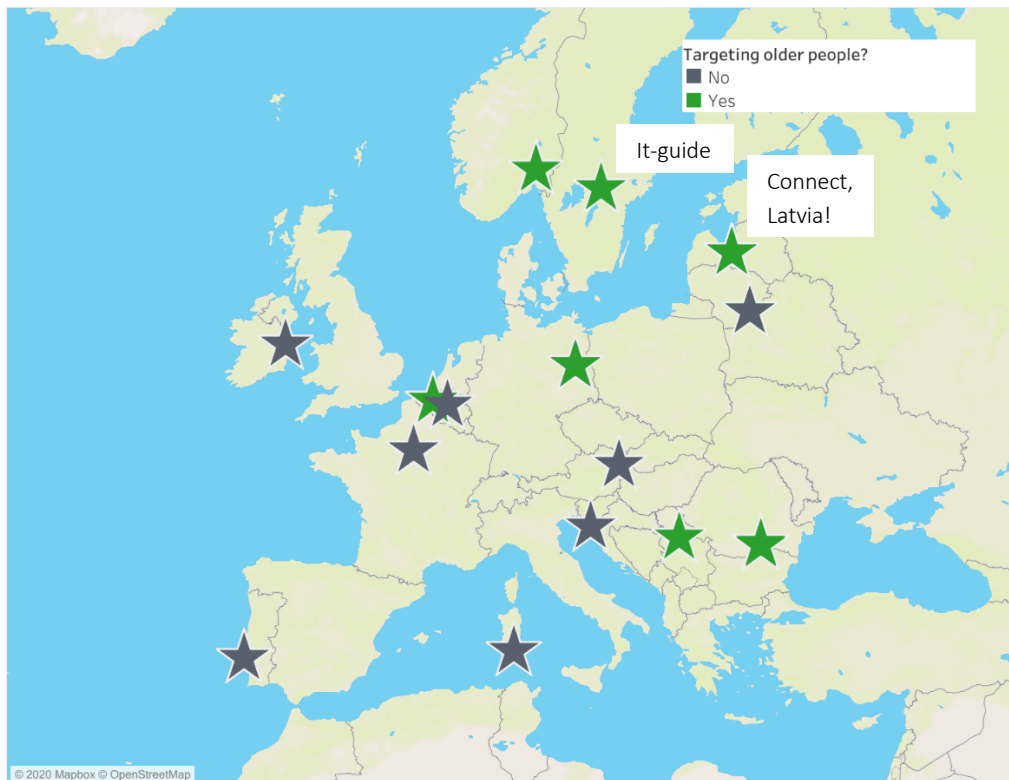 Targeting older people?
No
Yes
It-guide
Connect,
Latvia!
© 2020 Mapbox © OpenStreetMap